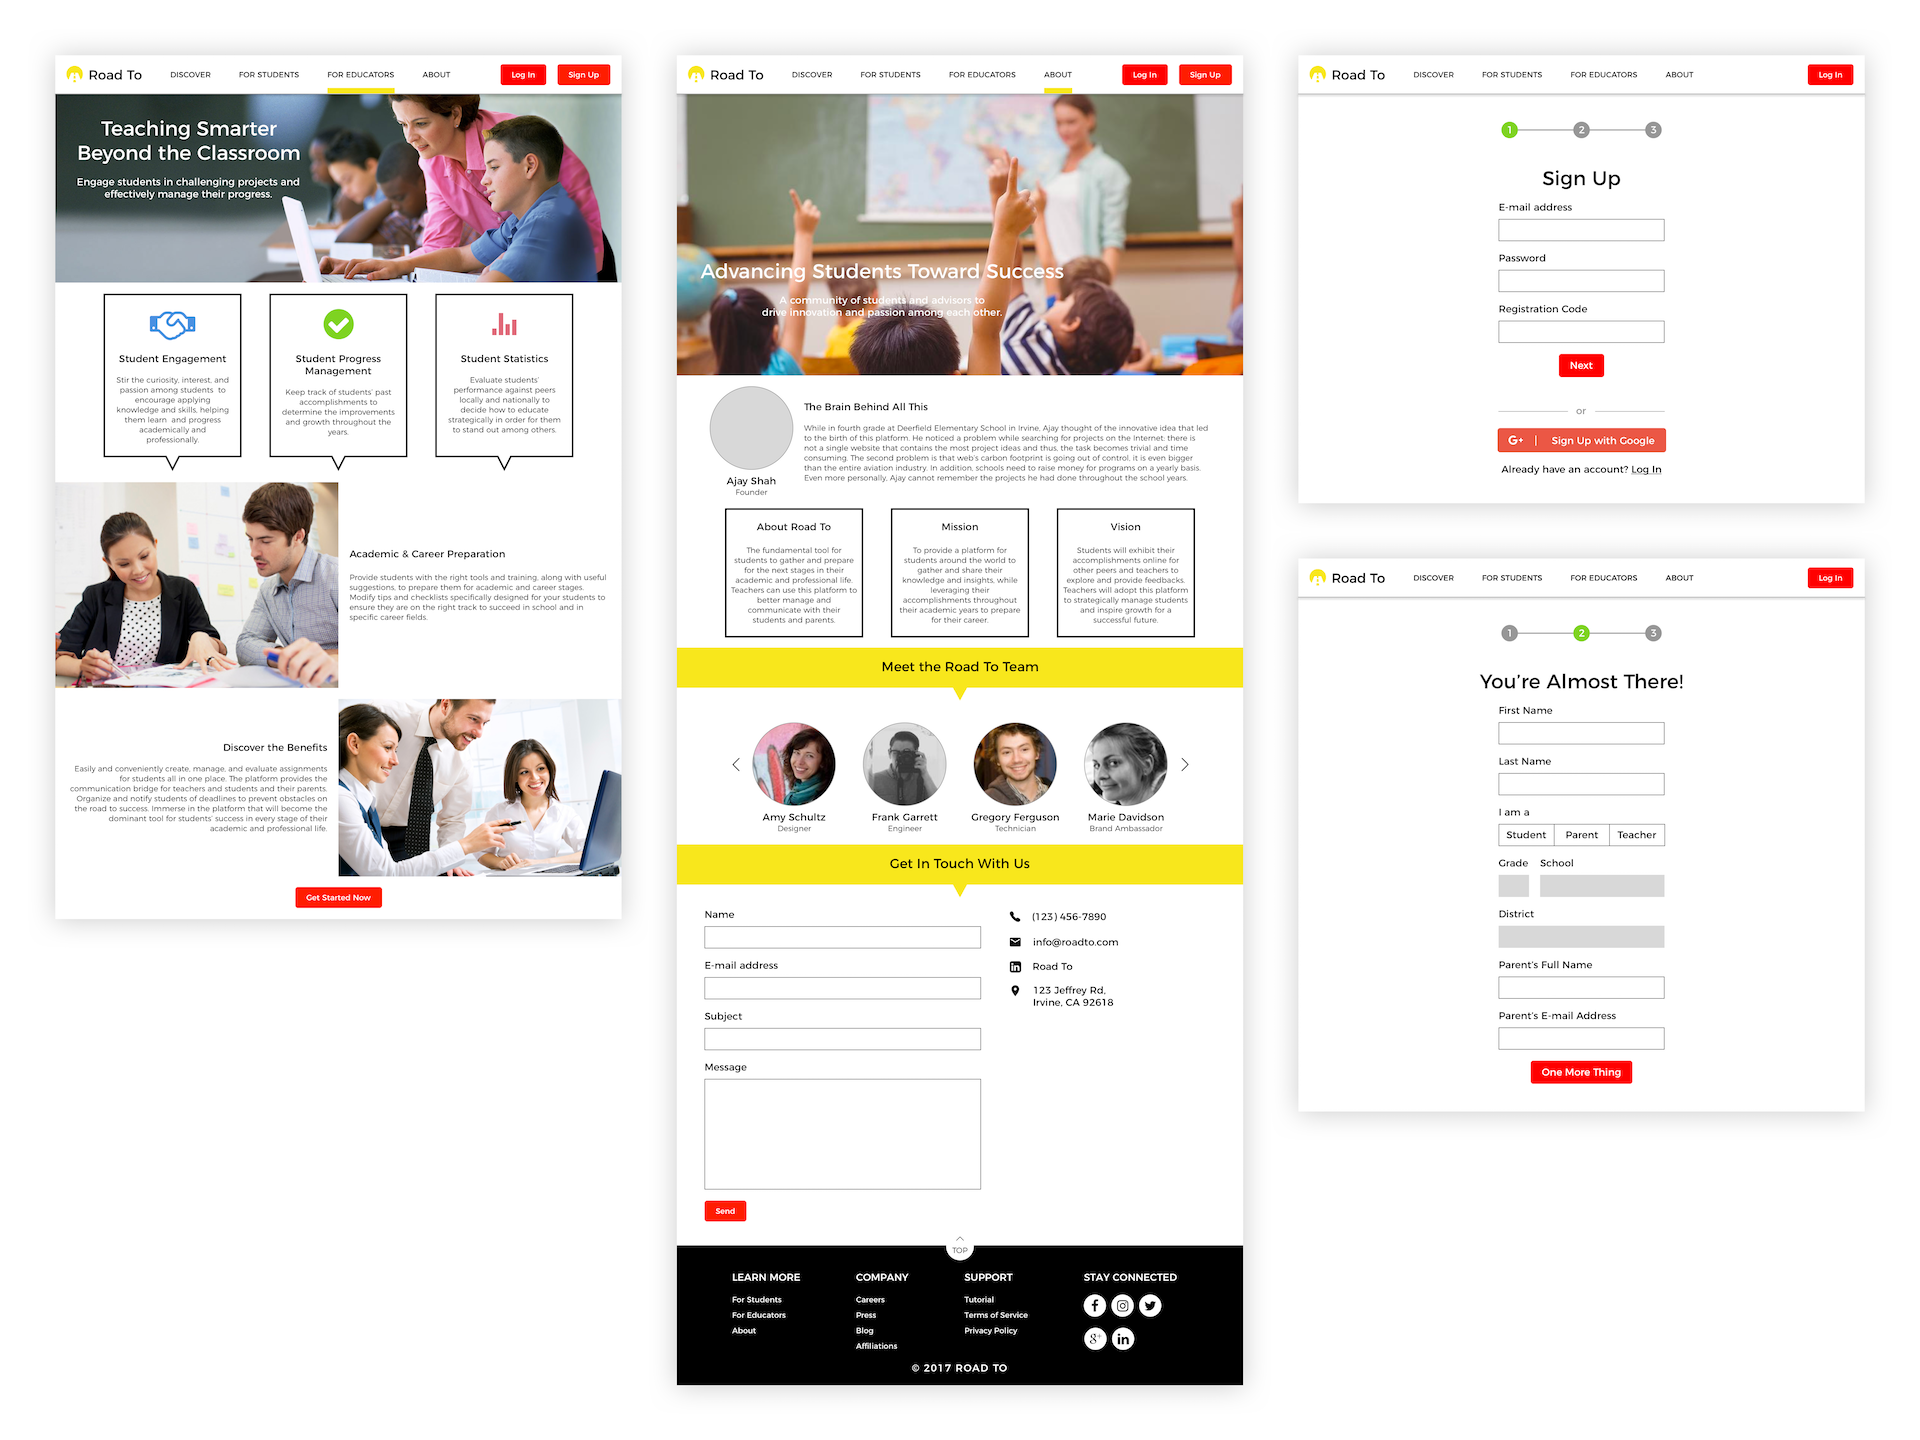 Road To
DISCOVER
FOR STUDENTS
FOR EDUCATORS
ABOUT
Log In
Sign Up
Teaching Smarter
Beyond the Classroom
Engage students in challenging projects and
effectively manage their progress.
Student Engagement
Stir the curiosity, interest, and
passion among students to
encourage applying
knowledge and skills, helping
them learn and progress
academically and
professionally.
Student Progress
Management
Keep track of students' past
accomplishments to
determine the improvements
and growth throughout the
years.
Student Statistics
Evaluate students'
performance against peers
locally and nationally to
decide how to educate
strategically in order for them
to stand out among others.
Academic & Career Preparation
Provide students with the right tools and training, along with useful
suggestions, to prepare them for academic and career stages.
Modify tips and checklists specifically designed for your students to
ensure they are on the right track to succeed in school and in
specific career fields.
Discover the Benefits
Easily and conveniently create, manage, and evaluate assignments
for students all in one place. The platform provides the
communication bridge for teachers and students and their parents.
Organize and notify students of deadlines to prevent obstacles on
the road to success. Immerse in the platform that will become the
dominant tool for students' success in every stage of their
academic and professional life.
Get Started Now
Road To
DISCOVER
FOR STUDENTS
FOR EDUCATORS
ABOUT
Log In
Sign Up
Advancing Students Toward Success
A community of students and advisors to
drive innovation and passion among each other.
Ajay Shah
Founder
The Brain Behind All This
While in fourth grade at Deerfield Elementary School in Irvine, Ajay thought of the innovative idea that led
to the birth of this platform. He noticed a problem while searching for projects on the Internet: there is
not a single website that contains the most project ideas and thus, the task becomes trivial and time
consuming. The second problem is that web's carbon footprint is going out of control, it is even bigger
than the entire aviation industry. In addition, schools need to raise money for programs on a yearly basis.
Even more personally, Ajay cannot remember the projects he had done throughout the school years.
About Road To
The fundamental tool for
students to gather and prepare
for the next stages in their
academic and professional life.
Teachers can use this platform to
better manage and
communicate with their
students and parents.
Mission
To provide a platform for
students around the world to
gather and share their
knowledge and insights, while
leveraging their
accomplishments throughout
their academic years to prepare
for their career.
Vision
Students will exhibit their
accomplishments online for
other peers and teachers to
explore and provide feedbacks.
Teachers will adopt this platform
to strategically manage students
and inspire growth for a
successful future.
Meet the Road To Team
Amy Schultz
Designer
Frank Garrett
Engineer
Gregory Ferguson
Technician
Marie Davidson
Brand Ambassador
Get In Touch With Us
Name
E-mail address
Subject
Message
Send
(123) 456-7890
info@roadto.com
Road To
123 Jeffrey Rd,
Irvine, CA 92618
TOP
LEARN MORE
For Students
For Educators
About
COMPANY
Careers
Press
Blog
Affiliations
SUPPORT
Tutorial
Terms of Service
Privacy Policy
STAY CONNECTED
© 2017 ROAD TO
Road To
DISCOVER
FOR STUDENTS
FOR EDUCATORS
ABOUT
Log In
1
2
3
Sign Up
E-mail address
Password
Registration Code
Next
or
G+ | Sign Up with Google
Already have an account? Log In
Road To
DISCOVER
FOR STUDENTS
FOR EDUCATORS
ABOUT
Log In
1
2
3
You're Almost There!
First Name
Last Name
I am a
Student
Parent
Teacher
Grade
School
District
Parent's Full Name
Parent's E-mail Address
One More Thing